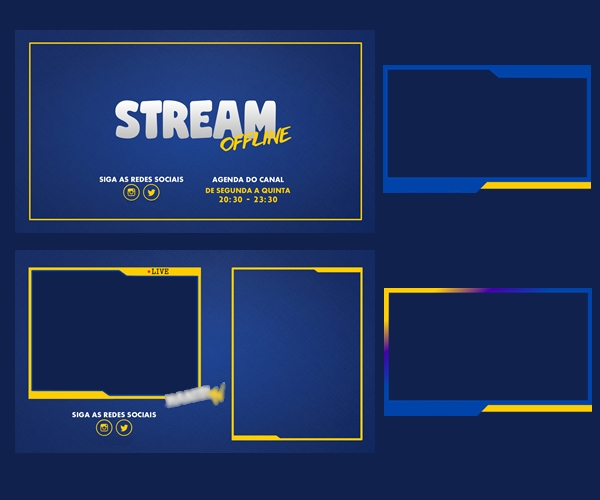 STREAM
OFFLINE
SIGA AS REDES SOCIAIS
AGENDA DO CANAL
DE SEGUNDA A QUINTA
20:30 - 23:30
LIVE
SIGA AS REDES SOCIAIS